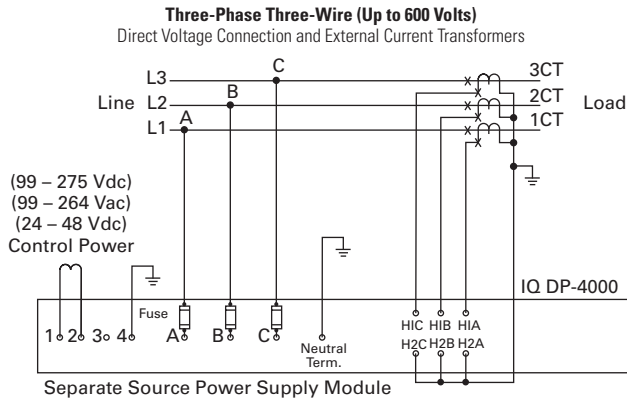 Three-Phase Three-Wire (Up to 600 Volts)
Direct Voltage Connection and External Current Transformers
C
L3 3CT
B
Line L2 2CT Load
A
L1 1CT
(99 – 275 Vdc)
(99 – 264 Vac)
(24 – 48 Vdc)
Control Power
IQ DP-4000
Fuse
HIC HIB HIA
1 2 3 4 A B C
H2C H2B H2A
Neutral
Term.
Separate Source Power Supply Module